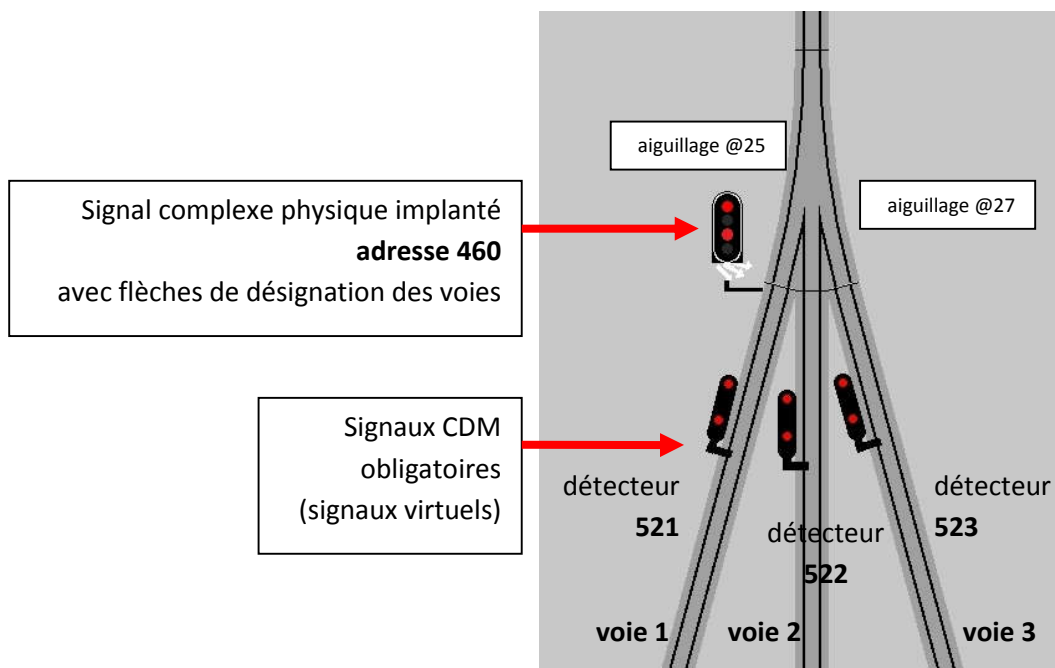 aiguillage @25
aiguillage @27
Signal complexe physique implanté
adresse 460
avec flèches de désignation des voies
Signaux CDM
obligatoires
(signaux virtuels)
détecteur
521
détecteur
522
détecteur
523
voie 1
voie 2
voie 3